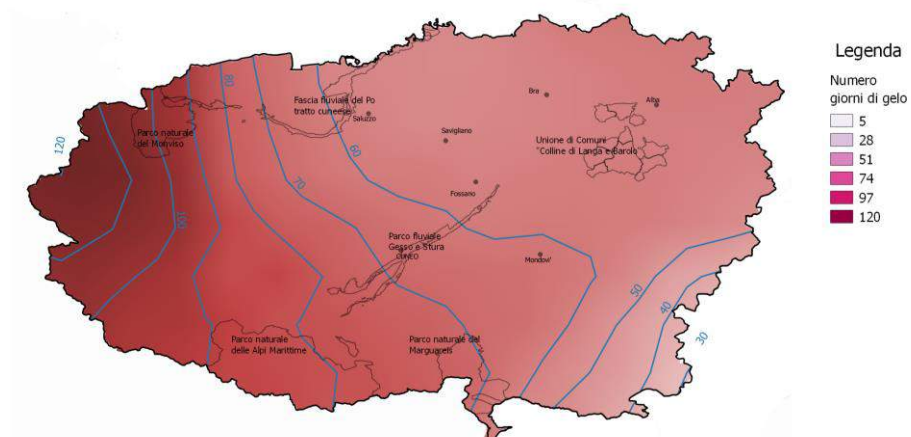 Legenda
Numero
giorni di gelo
5
28
51
74
97
120
80
Fascia fluviale del Po
tratto cuneese
Saluzzo
Bra
Alba
Parco naturale
del Monviso
120
Savigliano
Unione di Comuni
"Colline di Langa e Barolo
60
70
Fossano
100
Parco fluviale
Gesso e Stura
CUNEO
Mondovi'
50
40
30
Parco naturale
delle Alpi Marittime
Parco naturale del
Marguareis